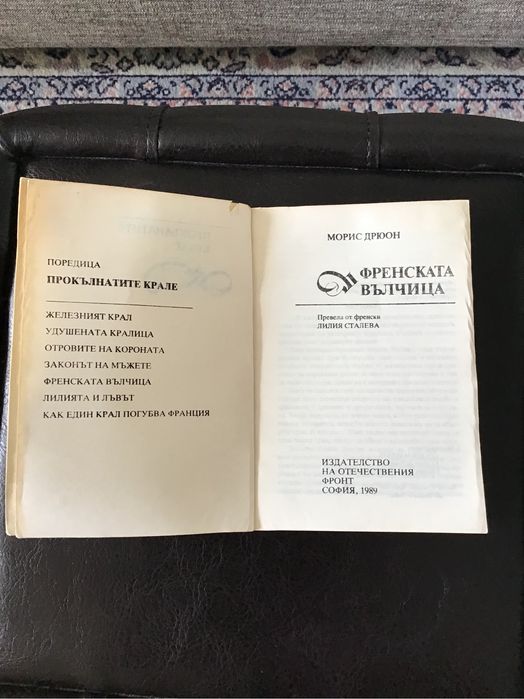 ПОРЕДИЦА
ПРОКЪЛНАТИТЕ КРАЛЕ
ЖЕЛЕЗНИЯТ КРАЛ
УДУШЕНАТА КРАЛИЦА
ОТРОВИТЕ НА КОРОНАТА
ЗАКОНЪТ НА МЪЖЕТЕ
ФРЕНСКАТА ВЪЛЧИЦА
ЛИЛИЯТА И ЛЪВЪТ
КАК ЕДИН КРАЛ ПОГУБВА ФРАНЦИЯ
МОРИС ДРЮОН
ФРЕНСКАТА
ВЪЛЧИЦА
Превела от френски
ЛИЛИЯ СТАЛЕВА
ИЗДАТЕЛСТВО
НА ОТЕЧЕСТВЕНИЯ
ФРОНТ
СОФИЯ, 1989